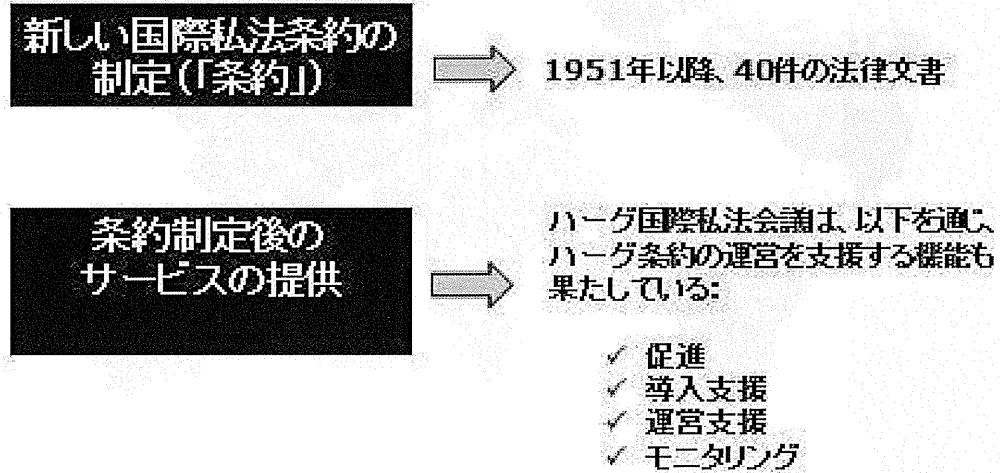 新しい国際私法条約の
制定(「条約」)
1951年以降、40件の法律文書
条約制定後の
サービスの提供
ハーグ国際私法会議は、以下を通じ、
ハーグ条約の運営を支援する機能も
果たしている:
✓ 促進
✓ 導入支援
✓ 運営支援
✓ モニタリング